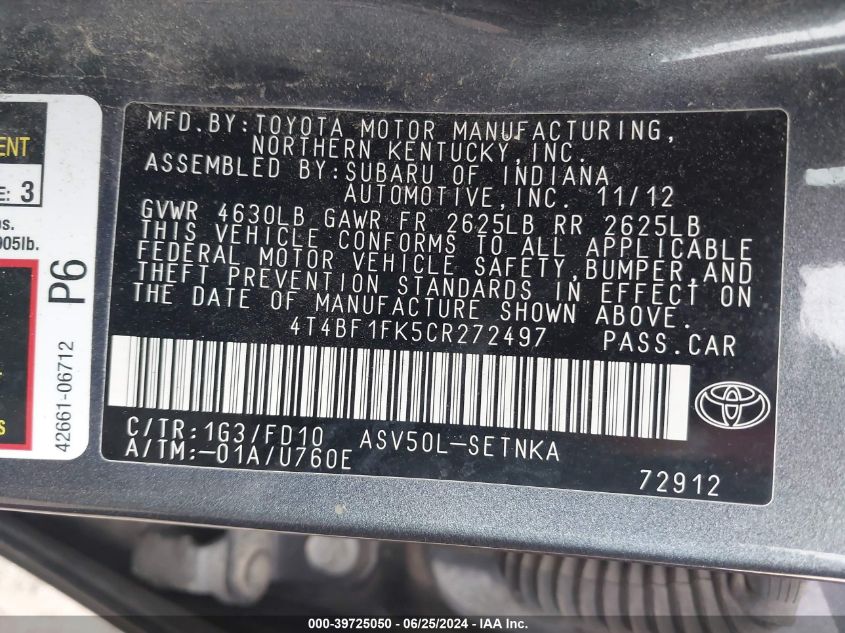 MFD.BY:TOYOTA MOTOR MANUFACTURING,
NORTHERN KENTUCKY,INC.
ASSEMBLED BY:SUBARU OF INDIANA
AUTOMOTIVE,INC. 11/12
GVWR 4630LB GAWR FR 2625LB RR 2625LB
THIS VEHICLE CONFORMS TO ALL APPLICABLE
FEDERAL MOTOR VEHICLE SAFETY,BUMPER,AND
THEFT PREVENTION STANDARDS IN EFFECT ON
THE DATE OF MANUFACTURE SHOWN ABOVE.
4T4BF1FK5CR272497 PASS.CAR
C/TR:1G3/FD10 ASV50L-SETNKA
A/TM:-01A/U760E
72912
E: 3
905lb.
P6
42661-06712
000-39725050 - 06/25/2024 - IAA Inc.